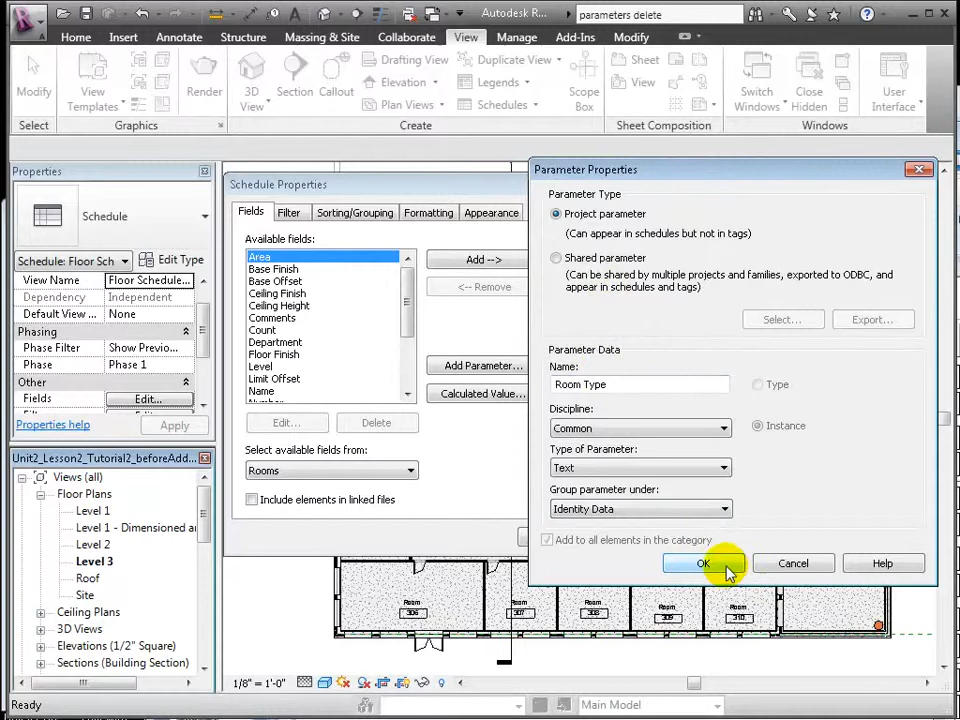 Autodesk R...
parameters delete
Home Insert Annotate Structure Massing & Site Collaborate View Manage Add-Ins Modify
Modify
View Templates
Render
3D View
Section
Callout
Drafting View
Elevation
Plan Views
Duplicate View
Legends
Schedules
Scope Box
Sheet
View
Switch Windows
Close Hidden
User Interface
Select Graphics Create Sheet Composition Windows
Properties
Schedule
Schedule: Floor Sch
Edit Type
View Name Floor Schedule...
Dependency Independent
Default View ... None
Phasing
Phase Filter Show Previo...
Phase Phase 1
Other
Fields Edit...
Properties help
Apply
Unit2_Lesson2_Tutorial2_beforeAdd...
Views (all)
Floor Plans
Level 1
Level 1 - Dimensioned a
Level 2
Level 3
Roof
Site
Ceiling Plans
3D Views
Elevations (1/2" Square)
Sections (Building Section)
Ready
Schedule Properties
Fields Filter Sorting/Grouping Formatting Appearance
Available fields:
Area
Base Finish
Base Offset
Ceiling Finish
Ceiling Height
Comments
Count
Department
Floor Finish
Level
Limit Offset
Name
Number
Add -->
<-- Remove
Add Parameter...
Calculated Value...
Edit...
Delete
Select available fields from:
Rooms
Include elements in linked files
Parameter Properties
Parameter Type
Project parameter
(Can appear in schedules but not in tags)
Shared parameter
(Can be shared by multiple projects and families, exported to ODBC, and
appear in schedules and tags)
Select...
Export...
Parameter Data
Name:
Room Type
Type
Discipline:
Common
Instance
Type of Parameter:
Text
Group parameter under:
Identity Data
Add to all elements in the category
OK
Cancel
Help
Room
306
Room
307
Room
308
Room
309
Room
310
1/8" = 1'-0"
Main Model